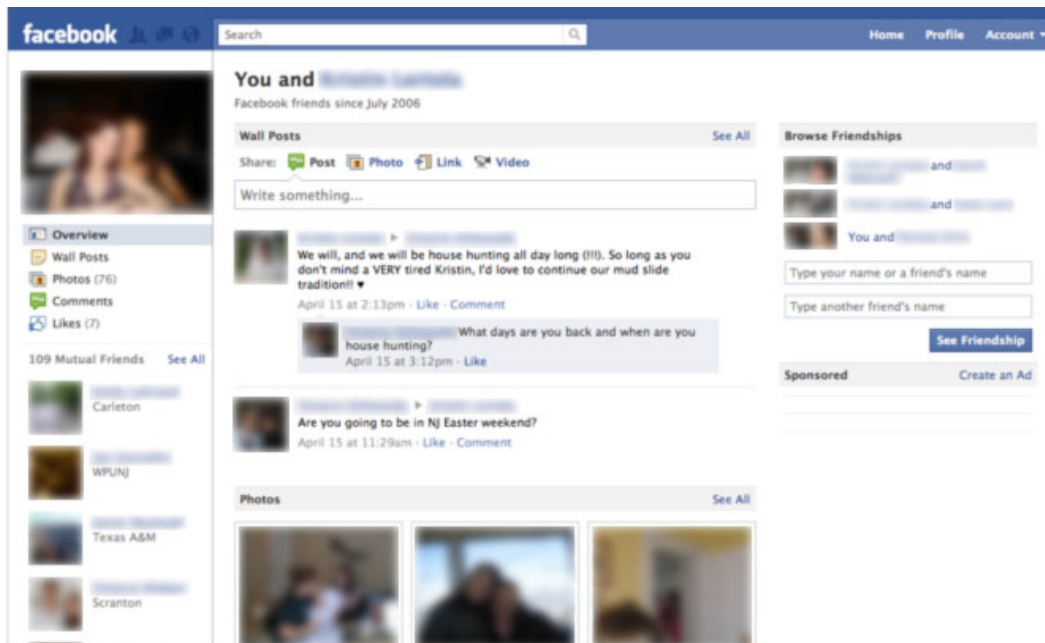 facebook
Search
Home Profile Account
You and
Facebook friends since July 2006
Wall Posts See All
Share: Post Photo Link Video
Write something...
We will, and we will be house hunting all day long (!!!). So long as you
don't mind a VERY tired Kristin, I'd love to continue our mud slide
tradition!! ♥
April 15 at 2:13pm · Like · Comment
What days are you back and when are you
house hunting?
April 15 at 3:12pm · Like
Are you going to be in NJ Easter weekend?
April 15 at 11:29am · Like · Comment
Photos See All
Overview
Wall Posts
Photos (76)
Comments
Likes (7)
109 Mutual Friends See All
Carleton
WPUNJ
Texas A&M
Scranton
Browse Friendships
and
and
You and
Type your name or a friend's name
Type another friend's name
See Friendship
Sponsored Create an Ad